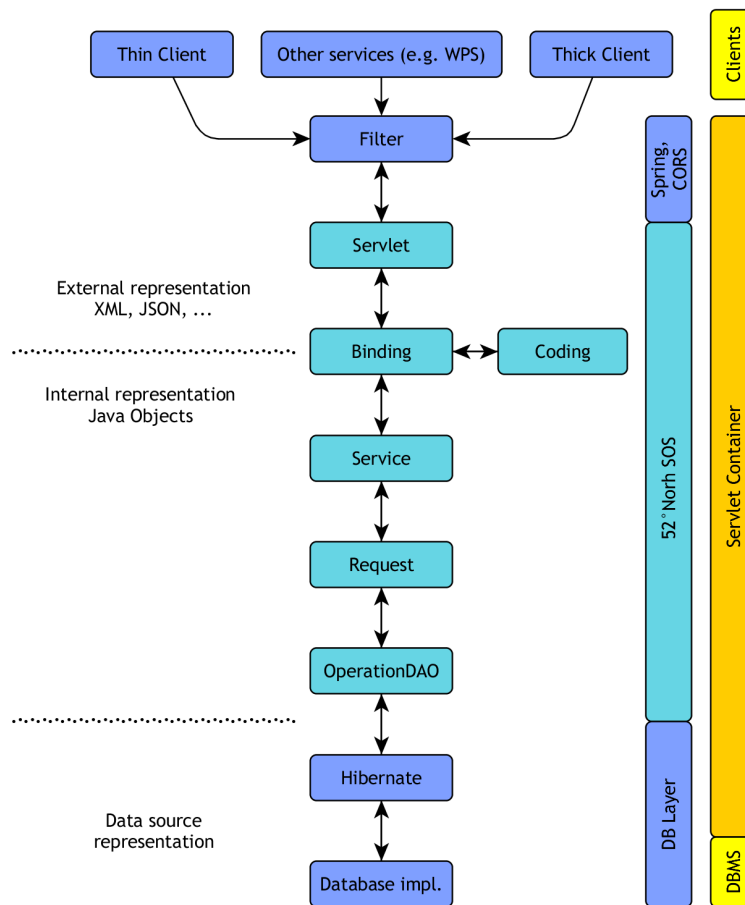 Thin Client
Other services (e.g. WPS)
Thick Client
Clients
Filter
Spring,
CORS
Servlet
External representation
XML, JSON, ...
Binding
Coding
Internal representation
Java Objects
Service
52°Norh SOS
Servlet Container
Request
OperationDAO
Hibernate
DB Layer
Data source
representation
Database impl.
DBMS